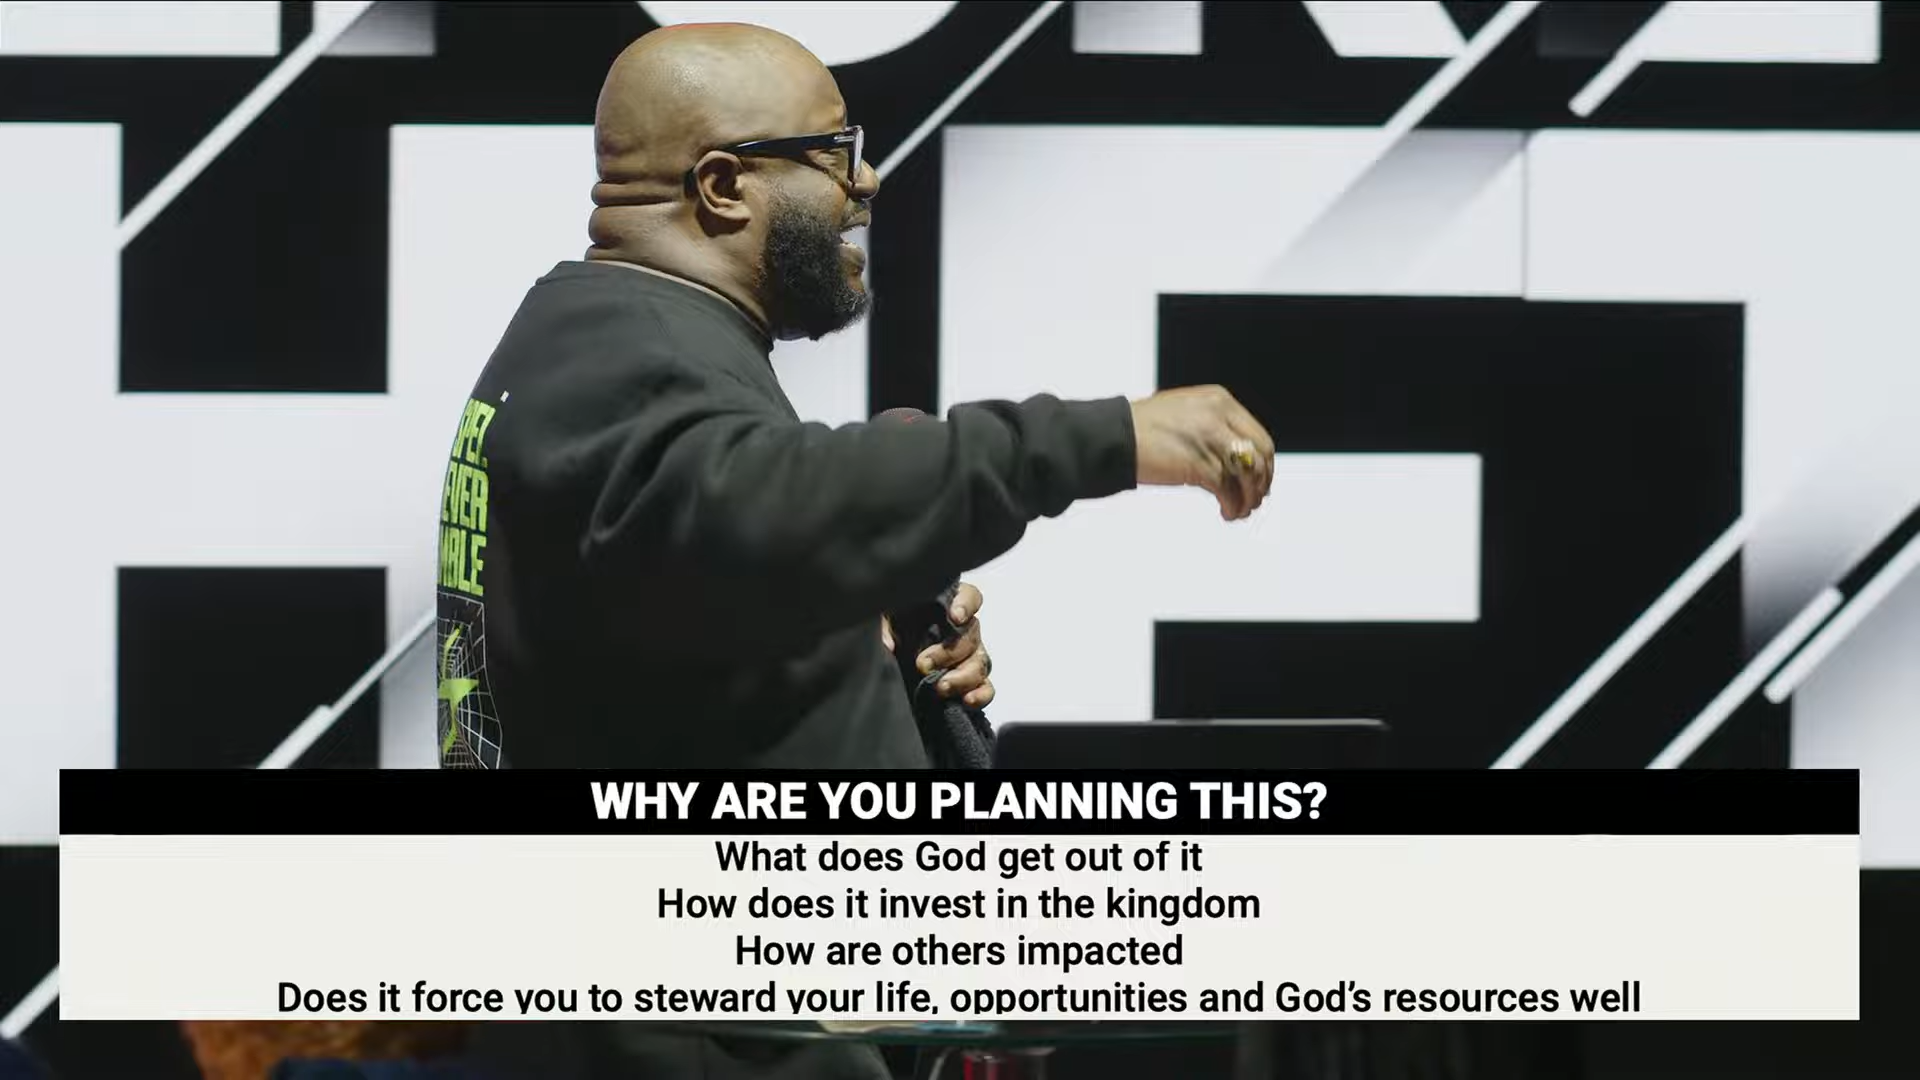 WHY ARE YOU PLANNING THIS?
What does God get out of it
How does it invest in the kingdom
How are others impacted
Does it force you to steward your life, opportunities and God's resources well